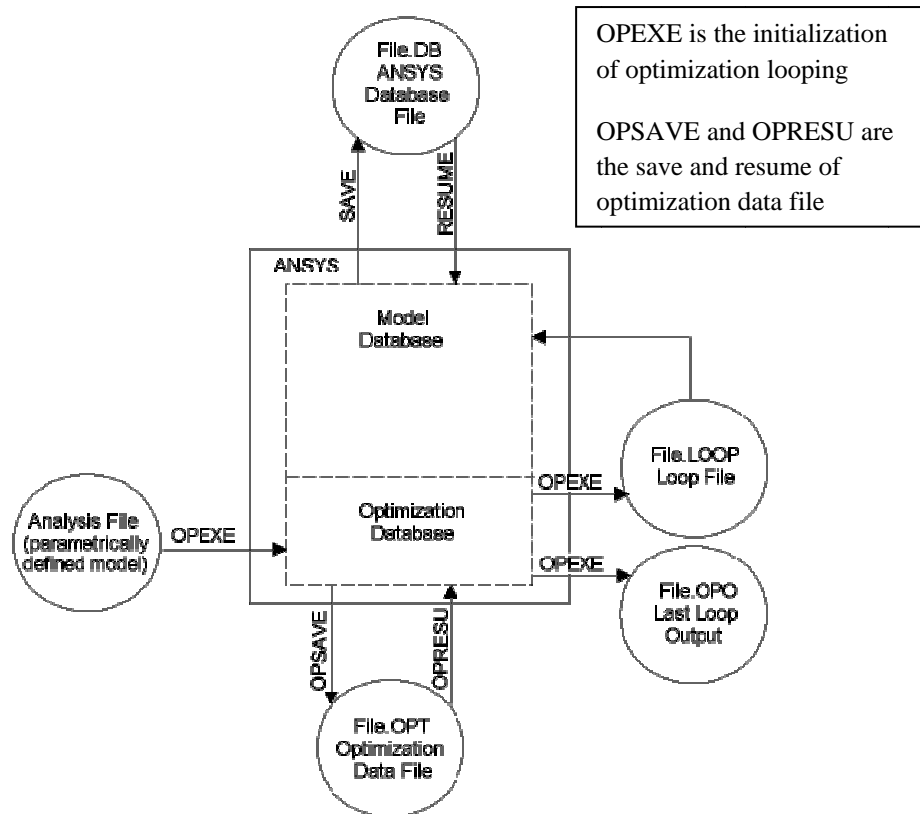 File.DB
ANSYS
Database
File
OPEXE is the initialization
of optimization looping
OPSAVE and OPRESU are
the save and resume of
optimization data file
SAVE
RESUME
ANSYS
Model
Database
File.LOOP
Loop File
OPEXE
Analysis File
(parametrically
defined model)
OPEXE
Optimization
Database
OPEXE
File.OPO
Last Loop
Output
OPSAVE
OPRESU
File.OPT
Optimization
Data File